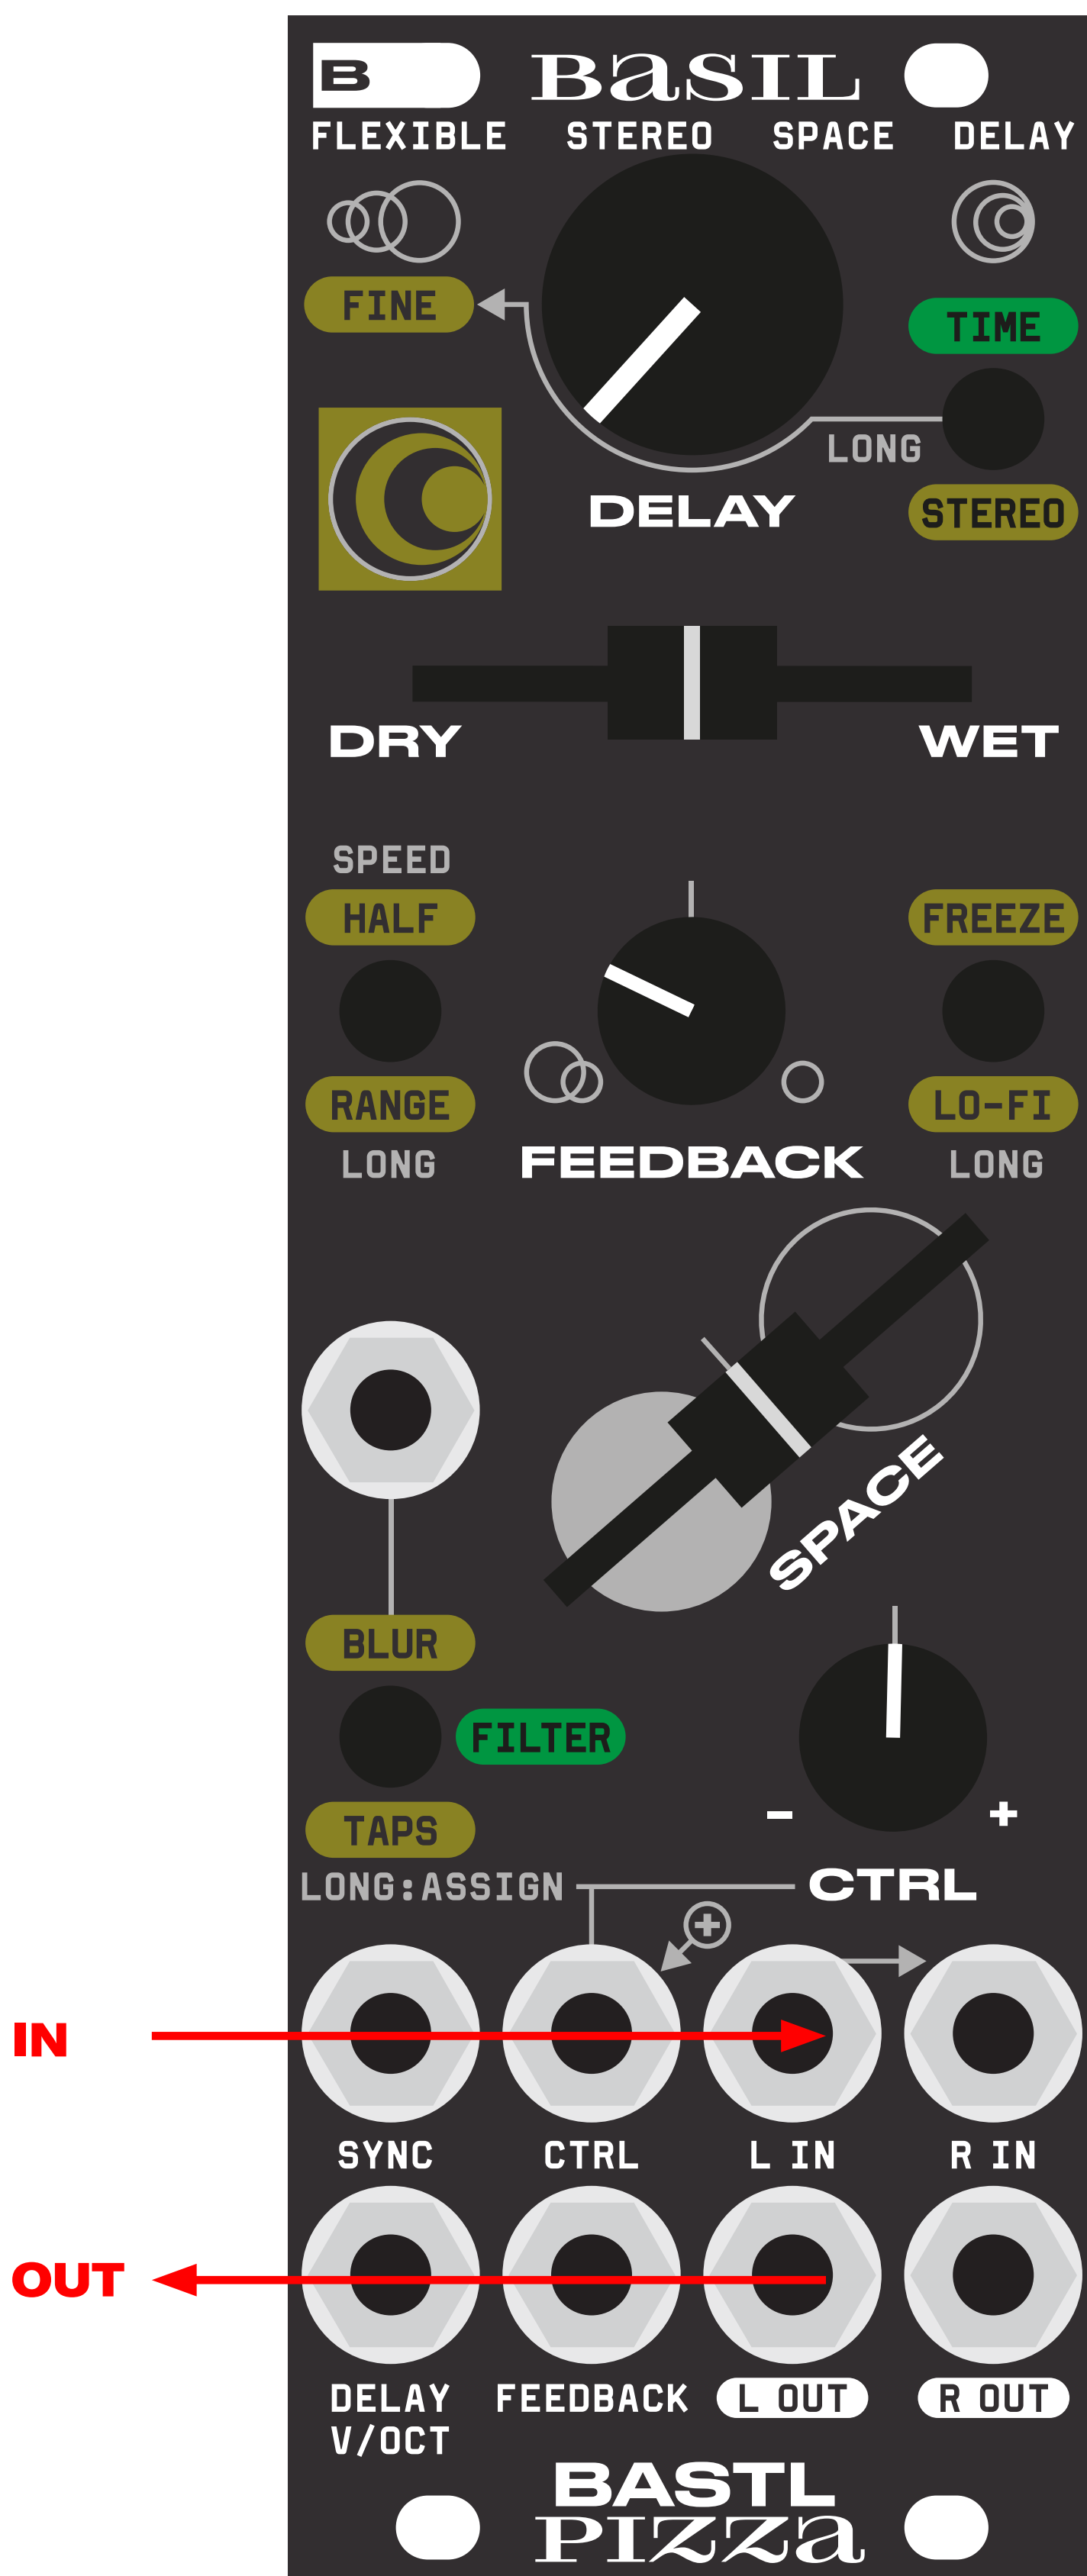 B BaSIL
FLEXIBLE STEREO SPACE DELAY
FINE
TIME
LONG
DELAY
STEREO
DRY WET
SPEED
HALF
FREEZE
RANGE
LO-FI
LONG
FEEDBACK
LONG
SPACE
BLUR
FILTER
TAPS
- +
LONG:ASSIGN
CTRL
+
IN
SYNC CTRL L IN R IN
OUT
DELAY FEEDBACK L OUT R OUT
V/OCT
BASTL
PIZZa